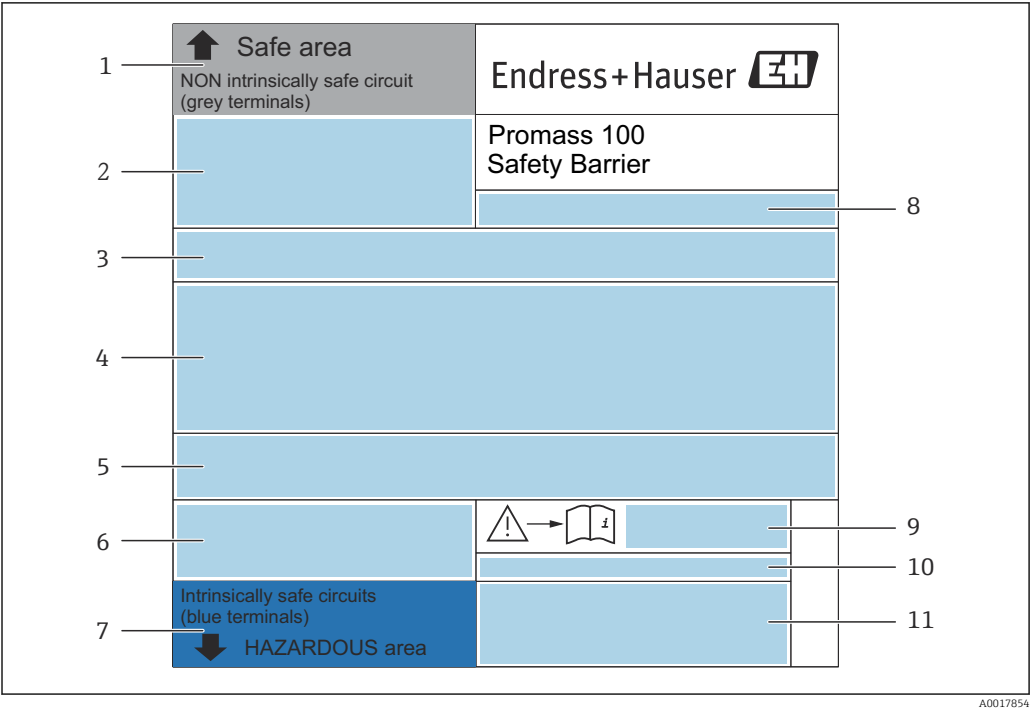 1
Safe area
NON intrinsically safe circuit
(grey terminals)
Endress+Hauser EH
Promass 100
Safety Barrier
2
8
3
4
5
6
i
9
10
Intrinsically safe circuits
(blue terminals)
7
HAZARDOUS area
11
A0017854